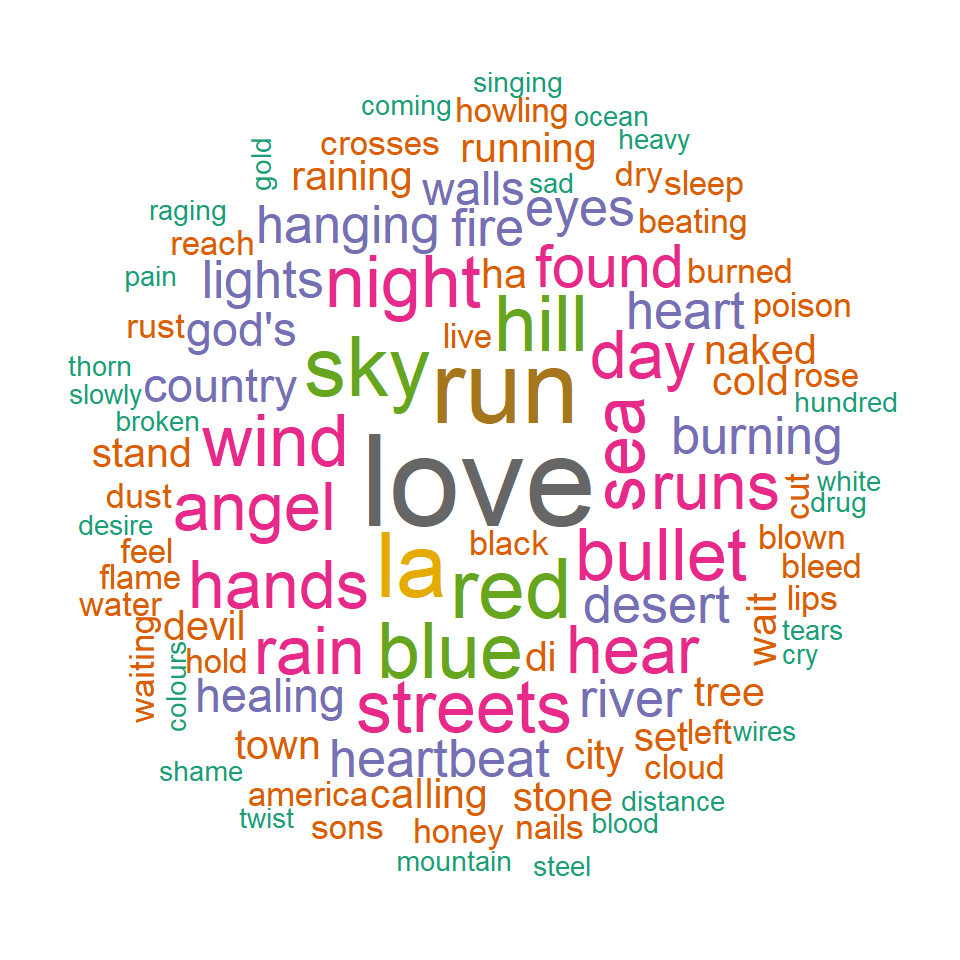 singing
coming
howling
ocean
crosses
running
heavy
gold
raining
walls
sad
dry
sleep
raging
hanging
fire
eyes
beating
reach
pain
lights
night
ha
found
burned
rust
god's
live
hill
heart
poison
thorn
slowly
country
sky
run
day
naked
cold
rose
hundred
broken
stand
wind
love
sea
burning
dust
angel
runs
cut
white
drug
desire
feel
la
black
bullet
blown
bleed
flame
water
hands
red
desert
wait
lips
waiting
devil
hold
rain
blue
di
hear
tears
cry
colours
healing
streets
river
tree
town
heartbeat
city
set
left
wires
shame
cloud
america
calling
stone
distance
twist
sons
honey
nails
blood
mountain
steel